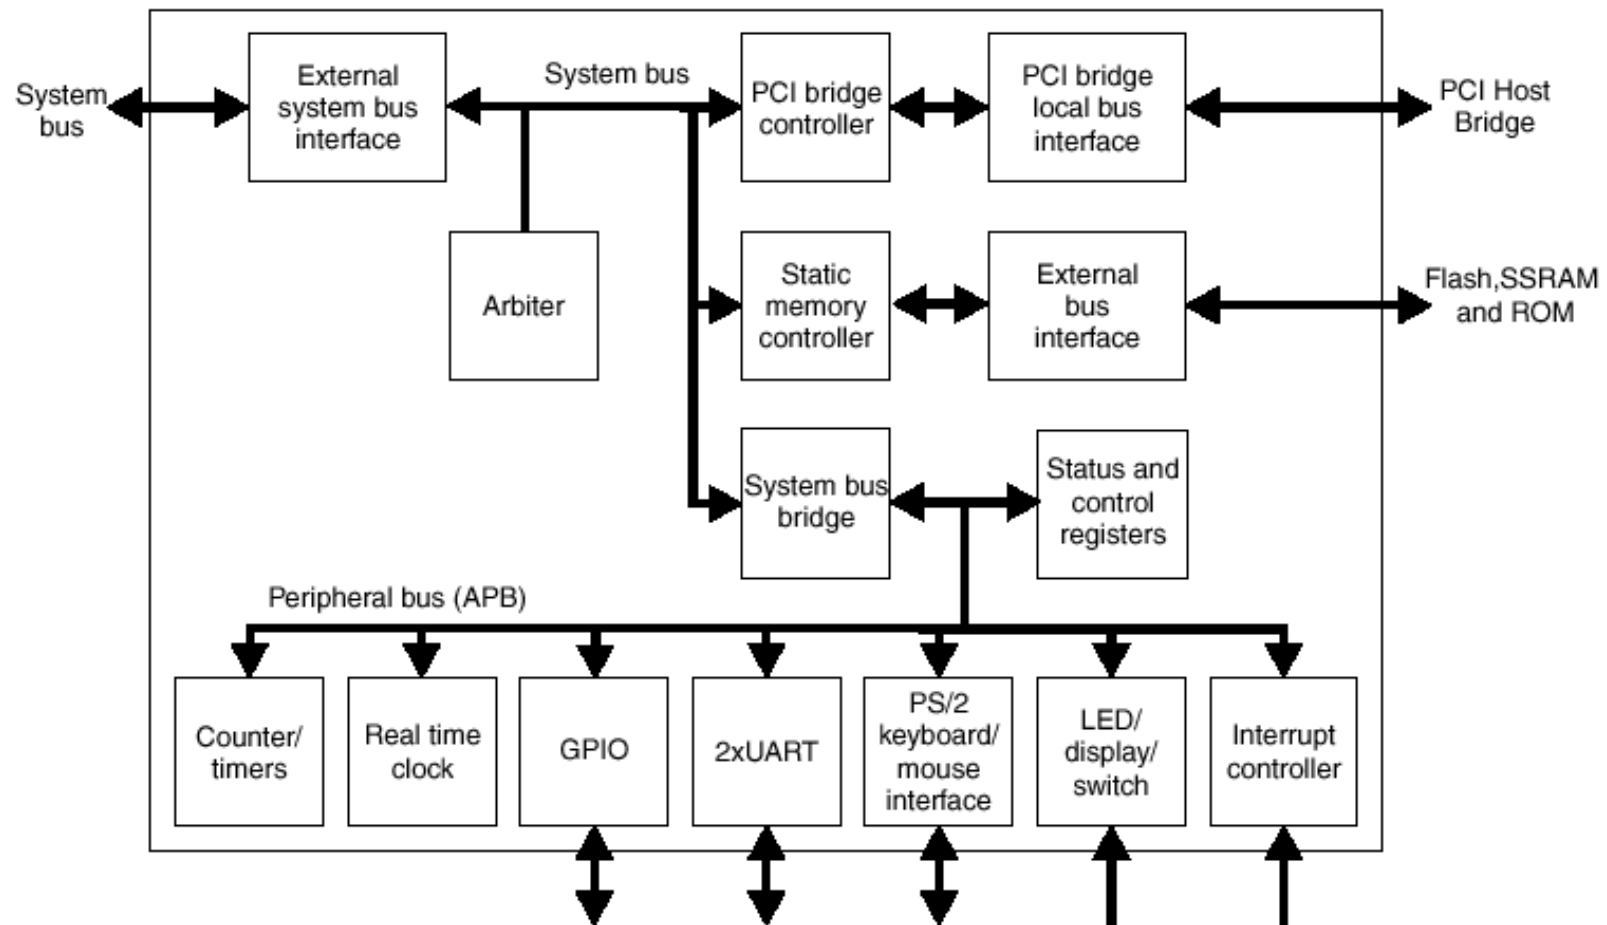 System
bus
External
system bus
interface
System bus
PCI bridge
controller
PCI bridge
local bus
interface
PCI Host
Bridge
Arbiter
Static
memory
controller
External
bus
interface
Flash,SSRAM
and ROM
System bus
bridge
Status and
control
registers
Peripheral bus (APB)
Counter/
timers
Real time
clock
GPIO
2xUART
PS/2
keyboard/
mouse
interface
LED/
display/
switch
Interrupt
controller